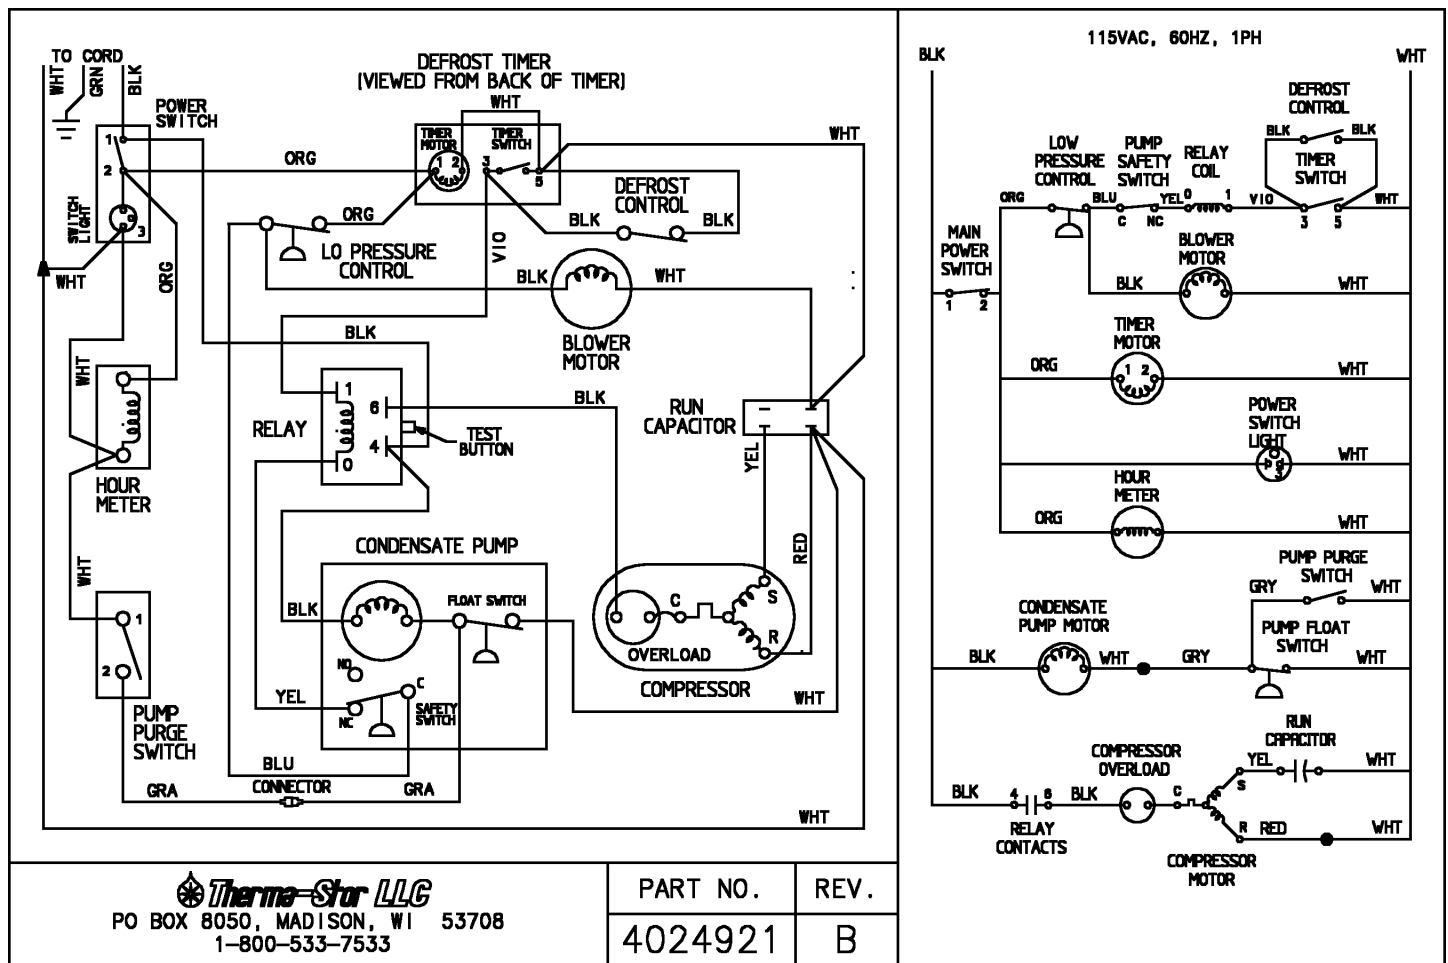 TO CORD
WHT
GRN
BLK
POWER
SWITCH
1
2
3
SWITCH
LIGHT
WHT
ORG
ORG
DEFROST TIMER
(VIEWED FROM BACK OF TIMER)
WHT
TIMER
MOTOR
1 2
TIMER
SWITCH
3
5
WHT
DEFROST
CONTROL
BLK
BLK
ORG
LO PRESSURE
CONTROL
VIO
BLK
WHT
BLOWER
MOTOR
BLK
WHT
HOUR
METER
RELAY
1
6
4
0
TEST
BUTTON
BLK
RUN
CAPACITOR
YEL
RED
CONDENSATE PUMP
BLK
FLOAT SWITCH
NO
C
NC
SAFETY
SWITCH
YEL
C
S
R
OVERLOAD
COMPRESSOR
WHT
WHT
1
2
PUMP
PURGE
SWITCH
BLU
GRA
CONNECTOR
GRA
WHT
Therma-Stor LLC
PO BOX 8050, MADISON, WI 53708
1-800-533-7533
PART NO.
REV.
4024921
B
115VAC, 60HZ, 1PH
BLK
WHT
DEFROST
CONTROL
BLK
BLK
TIMER
SWITCH
LOW
PRESSURE
CONTROL
PUMP
SAFETY
SWITCH
RELAY
COIL
ORG
BLU
C
NC
YEL
0
1
VIO
3
5
WHT
MAIN
POWER
SWITCH
1
2
BLOWER
MOTOR
BLK
WHT
TIMER
MOTOR
ORG
1 2
WHT
POWER
SWITCH
LIGHT
3
WHT
HOUR
METER
ORG
WHT
PUMP PURGE
SWITCH
GRY
WHT
CONDENSATE
PUMP MOTOR
PUMP FLOAT
SWITCH
BLK
WHT
GRY
WHT
RUN
CAPACITOR
COMPRESSOR
OVERLOAD
YEL
WHT
S
BLK
4
6
BLK
C
R
RED
WHT
RELAY
CONTACTS
COMPRESSOR
MOTOR